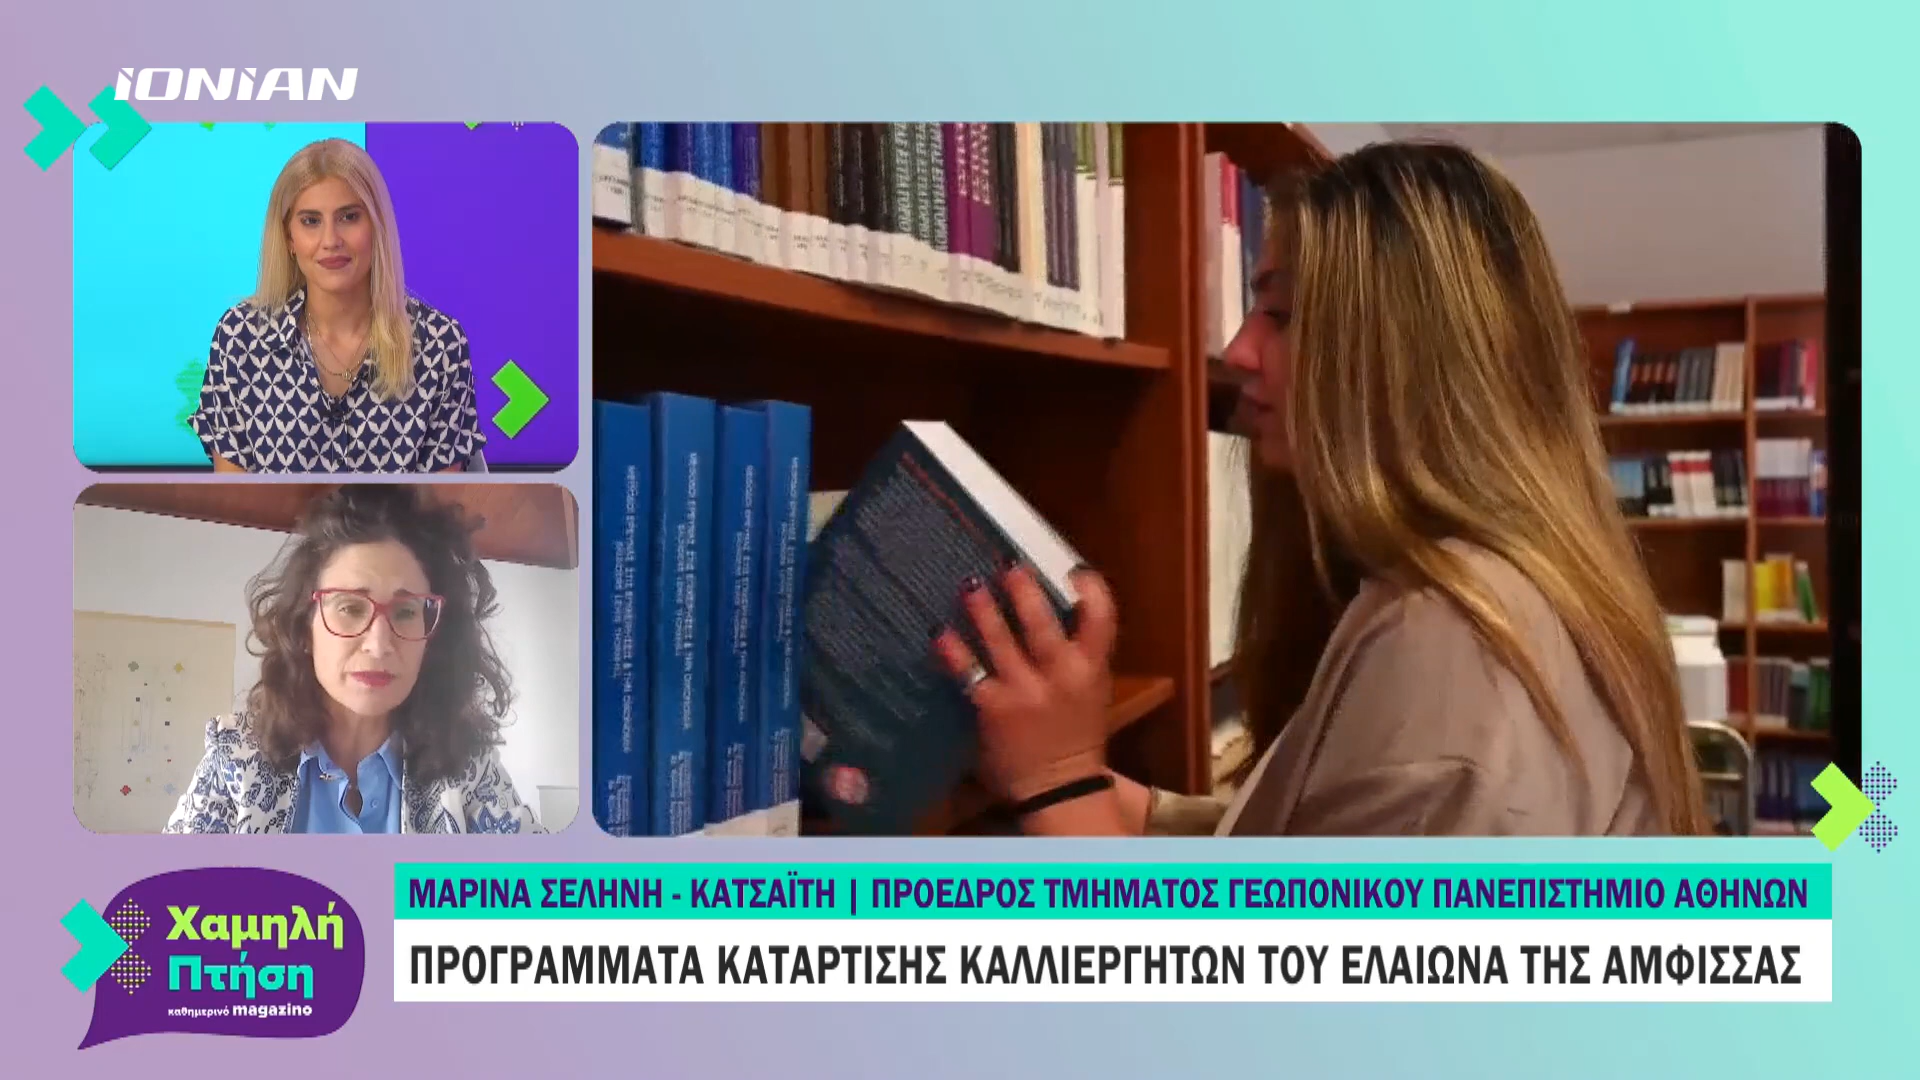 iONiAN
ΜΑΡΙΝΑ ΣΕΛΗΝΗ - ΚΑΤΣΑΪΤΗ | ΠΡΟΕΔΡΟΣ ΤΜΗΜΑΤΟΣ ΓΕΩΠΟΝΙΚΟΥ ΠΑΝΕΠΙΣΤΗΜΙΟ ΑΘΗΝΩΝ
ΠΡΟΓΡΑΜΜΑΤΑ ΚΑΤΑΡΤΙΣΗΣ ΚΑΛΛΙΕΡΓΗΤΩΝ ΤΟΥ ΕΛΑΙΩΝΑ ΤΗΣ ΑΜΦΙΣΣΑΣ
Χαμηλή
Πτήση
καθημερινό magazino